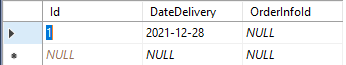 Id DateDelivery OrderInfoId
1 2021-12-28 NULL
NULL NULL NULL